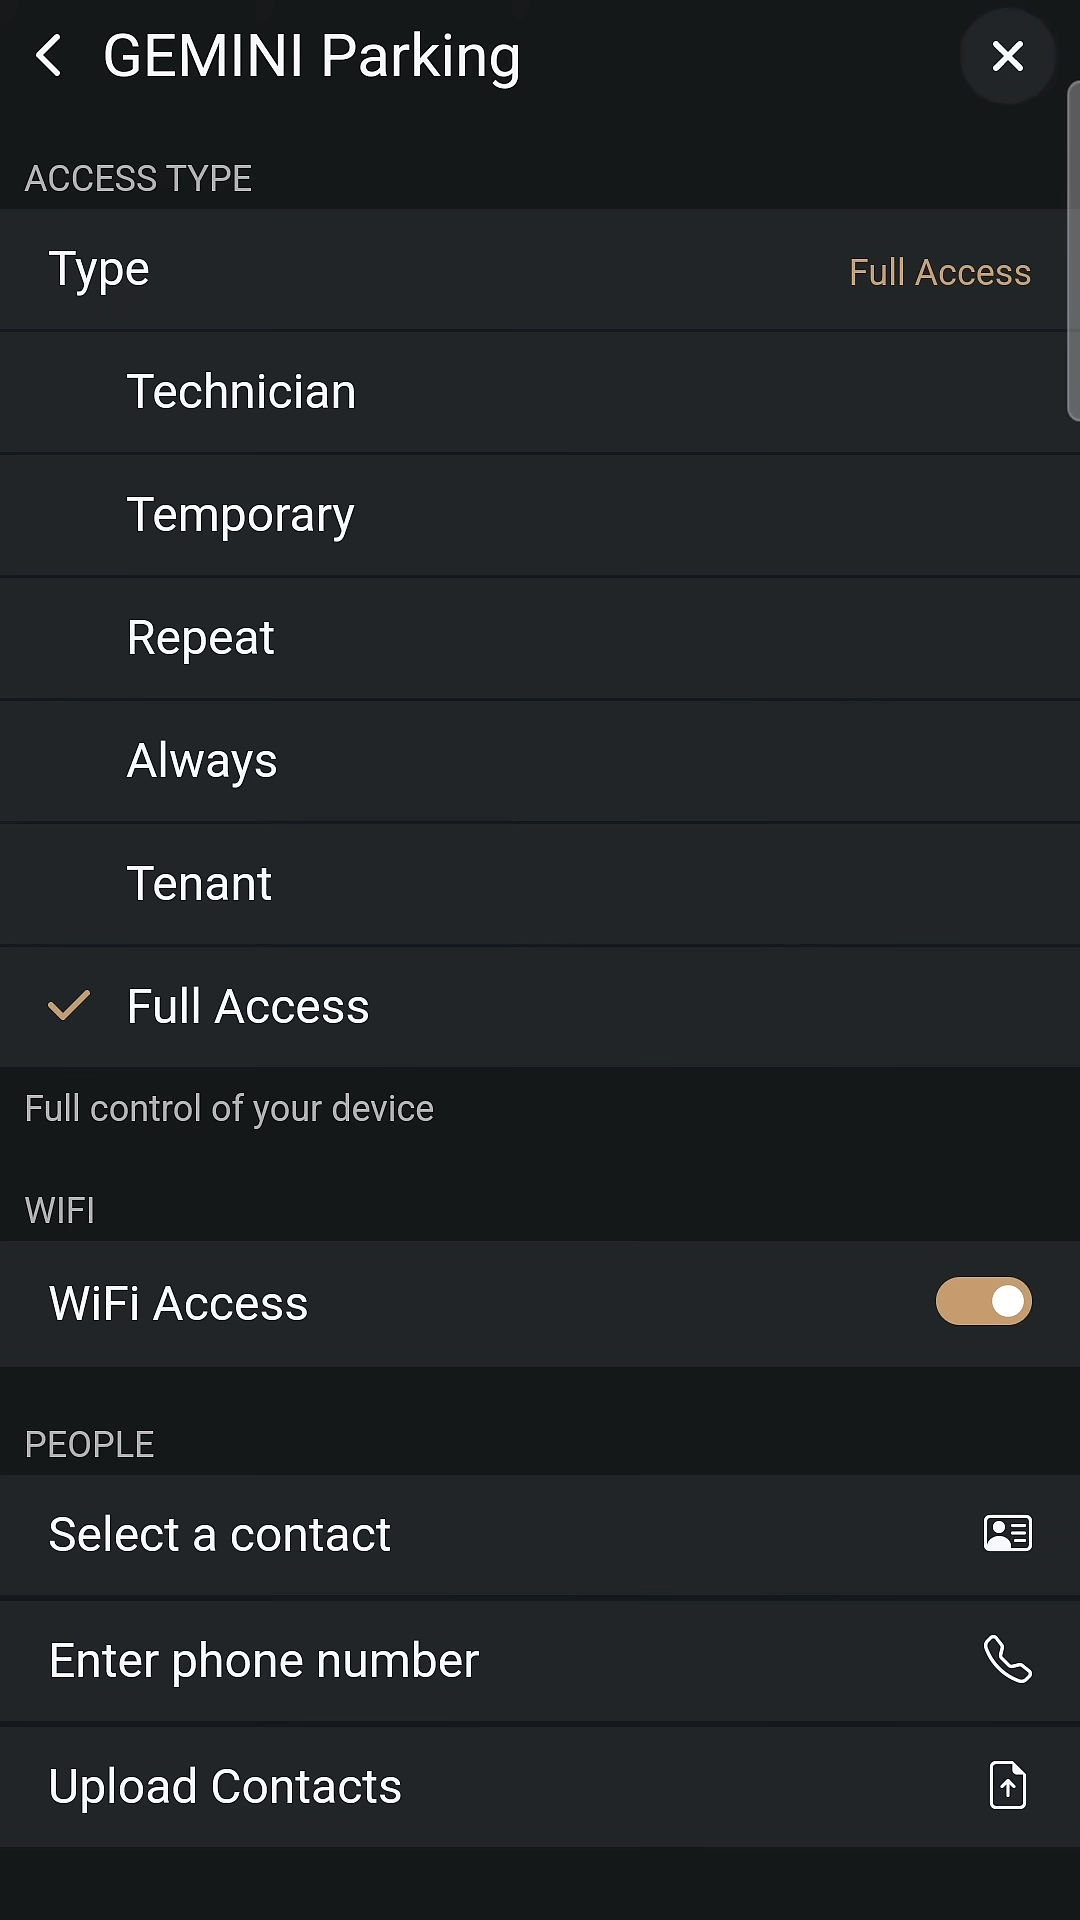 GEMINI Parking
ACCESS TYPE
Type Full Access
Technician
Temporary
Repeat
Always
Tenant
Full Access
Full control of your device
WIFI
WiFi Access
PEOPLE
Select a contact
Enter phone number
Upload Contacts